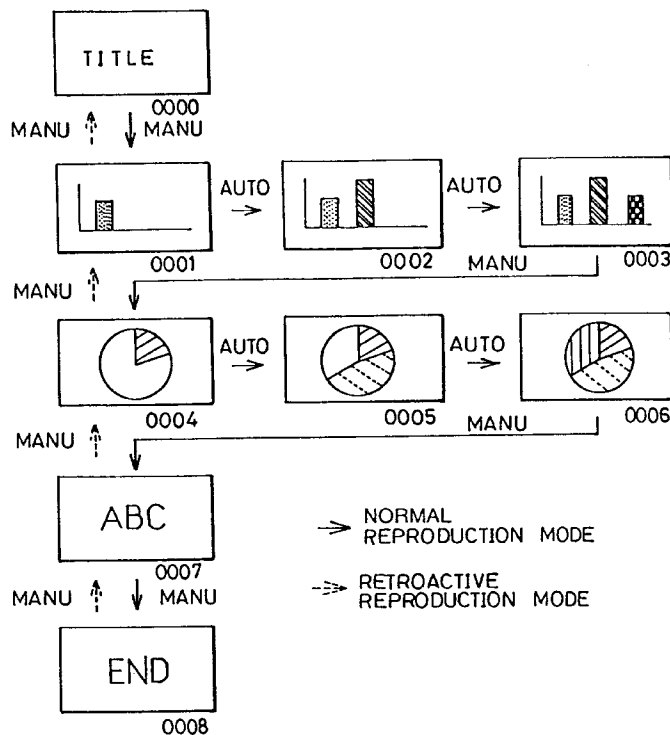 TITLE
0000
MANU MANU
AUTO AUTO
0001 0002 0003
MANU MANU
AUTO AUTO
0004 0005 0006
MANU MANU
ABC
0007
NORMAL
REPRODUCTION MODE
MANU MANU
RETROACTIVE
REPRODUCTION MODE
END
0008